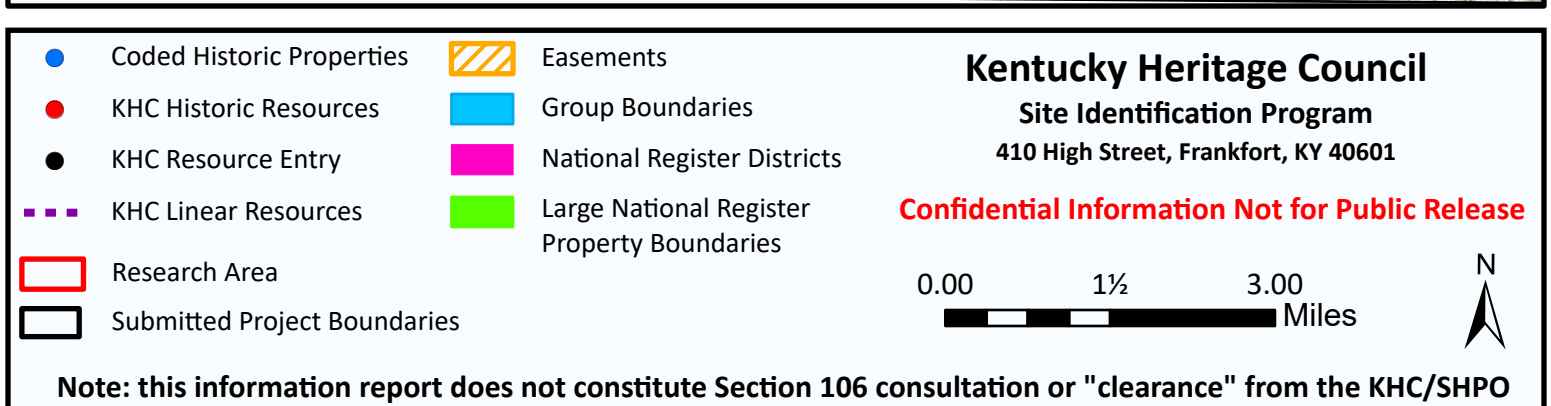 Coded Historic Properties
KHC Historic Resources
KHC Resource Entry
KHC Linear Resources
Research Area
Submitted Project Boundaries
Easements
Group Boundaries
National Register Districts
Large National Register
Property Boundaries
Kentucky Heritage Council
Site Identification Program
410 High Street, Frankfort, KY 40601
Confidential Information Not for Public Release
0.00 1½ 3.00
Miles
N
Note: this information report does not constitute Section 106 consultation or "clearance" from the KHC/SHPO